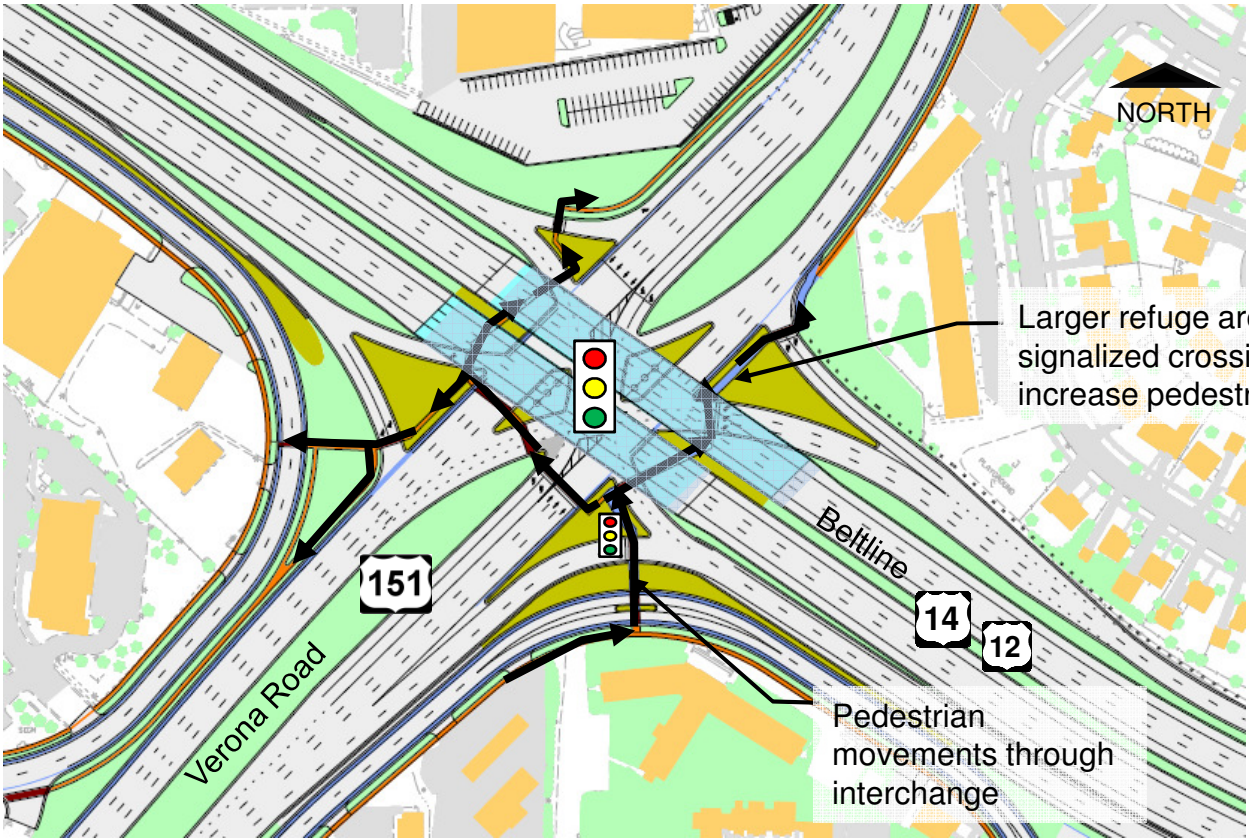 NORTH
Larger refuge are
signalized crossi
increase pedestr
Beltline
151
14
12
Verona Road
Pedestrian
movements through
interchange